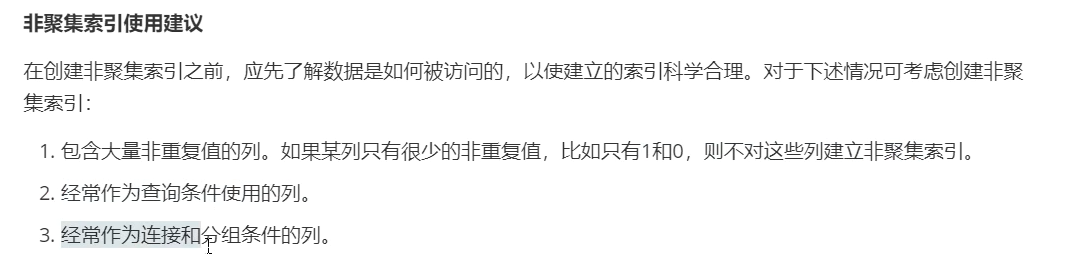 非聚集索引使用建议
在创建非聚集索引之前，应先了解数据是如何被访问的，以使建立的索引科学合理。对于下述情况可考虑创建非聚
集索引：
1. 包含大量非重复值的列。如果某列只有很少的非重复值，比如只有1和0，则不对这些列建立非聚集索引。
2. 经常作为查询条件使用的列。
3. 经常作为连接和分组条件的列。